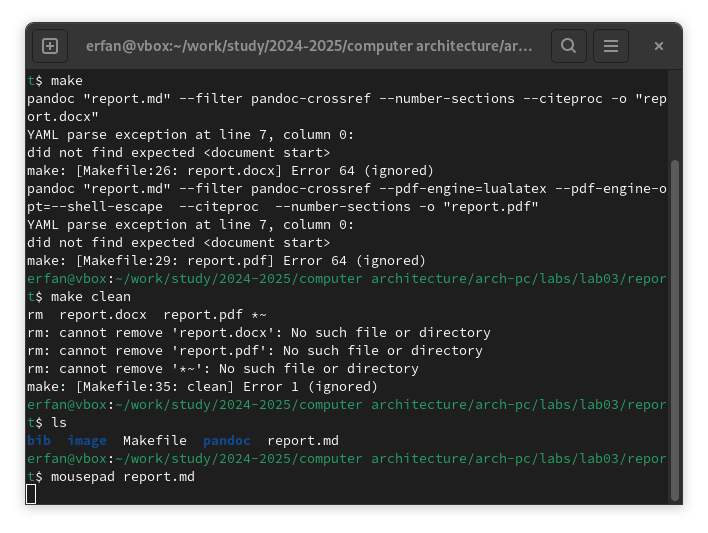 erfan@vbox:~/work/study/2024-2025/computer architecture/ar...
t$ make
pandoc "report.md" --filter pandoc-crossref --number-sections --citeproc -o "rep
ort.docx"
YAML parse exception at line 7, column 0:
did not find expected <document start>
make: [Makefile:26: report.docx] Error 64 (ignored)
pandoc "report.md" --filter pandoc-crossref --pdf-engine=lualatex --pdf-engine-o
pt=--shell-escape  --citeproc  --number-sections -o "report.pdf"
YAML parse exception at line 7, column 0:
did not find expected <document start>
make: [Makefile:29: report.pdf] Error 64 (ignored)
erfan@vbox:~/work/study/2024-2025/computer architecture/arch-pc/labs/lab03/repor
t$ make clean
rm  report.docx  report.pdf *~
rm: cannot remove 'report.docx': No such file or directory
rm: cannot remove 'report.pdf': No such file or directory
rm: cannot remove '*~': No such file or directory
make: [Makefile:35: clean] Error 1 (ignored)
erfan@vbox:~/work/study/2024-2025/computer architecture/arch-pc/labs/lab03/repor
t$ ls
bib  image  Makefile  pandoc  report.md
erfan@vbox:~/work/study/2024-2025/computer architecture/arch-pc/labs/lab03/repor
t$ mousepad report.md